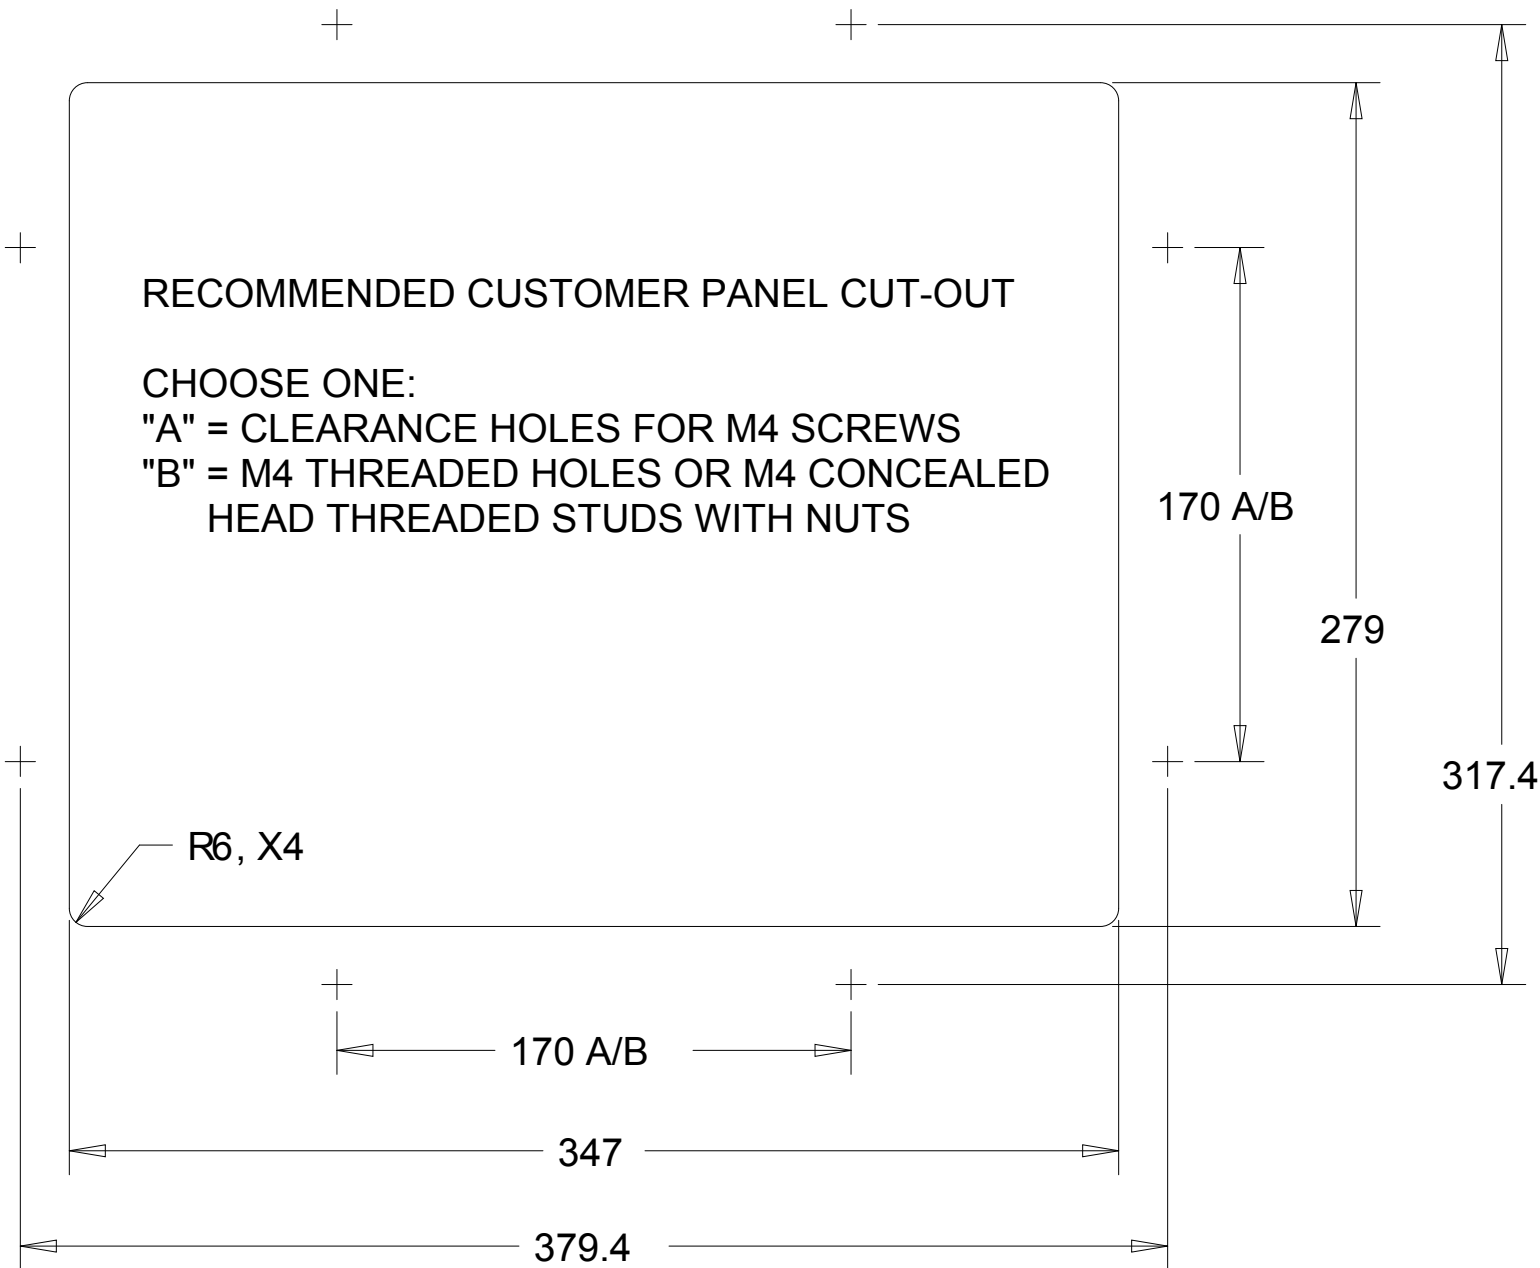 RECOMMENDED CUSTOMER PANEL CUT-OUT
CHOOSE ONE:
"A" = CLEARANCE HOLES FOR M4 SCREWS
"B" = M4 THREADED HOLES OR M4 CONCEALED
HEAD THREADED STUDS WITH NUTS
170 A/B
279
317.4
R6, X4
170 A/B
347
379.4